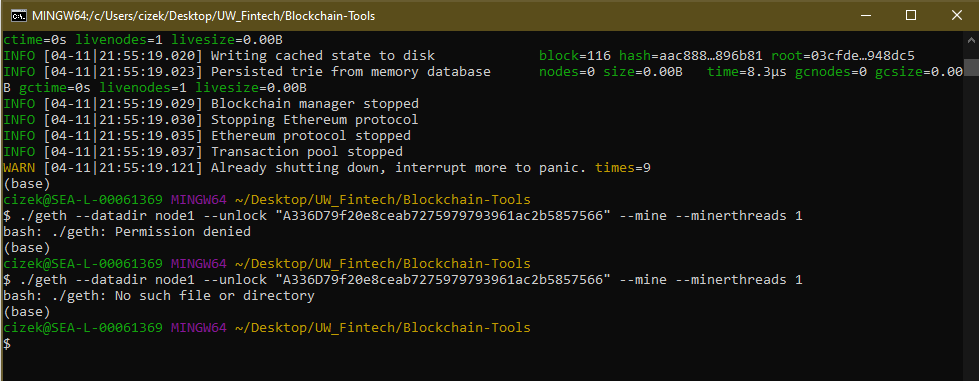 MINGW64:/c/Users/cizek/Desktop/UW_Fintech/Blockchain-Tools
ctime=0s livenodes=1 livesize=0.00B
INFO [04-11|21:55:19.020] Writing cached state to disk block=116 hash=aac888…896b81 root=03cfde…948dc5
INFO [04-11|21:55:19.023] Persisted trie from memory database nodes=0 size=0.00B time=8.3µs gcnodes=0 gcsize=0.00
B gctime=0s livenodes=1 livesize=0.00B
INFO [04-11|21:55:19.029] Blockchain manager stopped
INFO [04-11|21:55:19.030] Stopping Ethereum protocol
INFO [04-11|21:55:19.035] Ethereum protocol stopped
INFO [04-11|21:55:19.037] Transaction pool stopped
WARN [04-11|21:55:19.121] Already shutting down, interrupt more to panic. times=9
(base)
cizek@SEA-L-00061369 MINGW64 ~/Desktop/UW_Fintech/Blockchain-Tools
$ ./geth --datadir node1 --unlock "A336D79f20e8ceab7275979793961ac2b5857566" --mine --minerthreads 1
bash: ./geth: Permission denied
(base)
cizek@SEA-L-00061369 MINGW64 ~/Desktop/UW_Fintech/Blockchain-Tools
$ ./geth --datadir node1 --unlock "A336D79f20e8ceab7275979793961ac2b5857566" --mine --minerthreads 1
bash: ./geth: No such file or directory
(base)
cizek@SEA-L-00061369 MINGW64 ~/Desktop/UW_Fintech/Blockchain-Tools
$